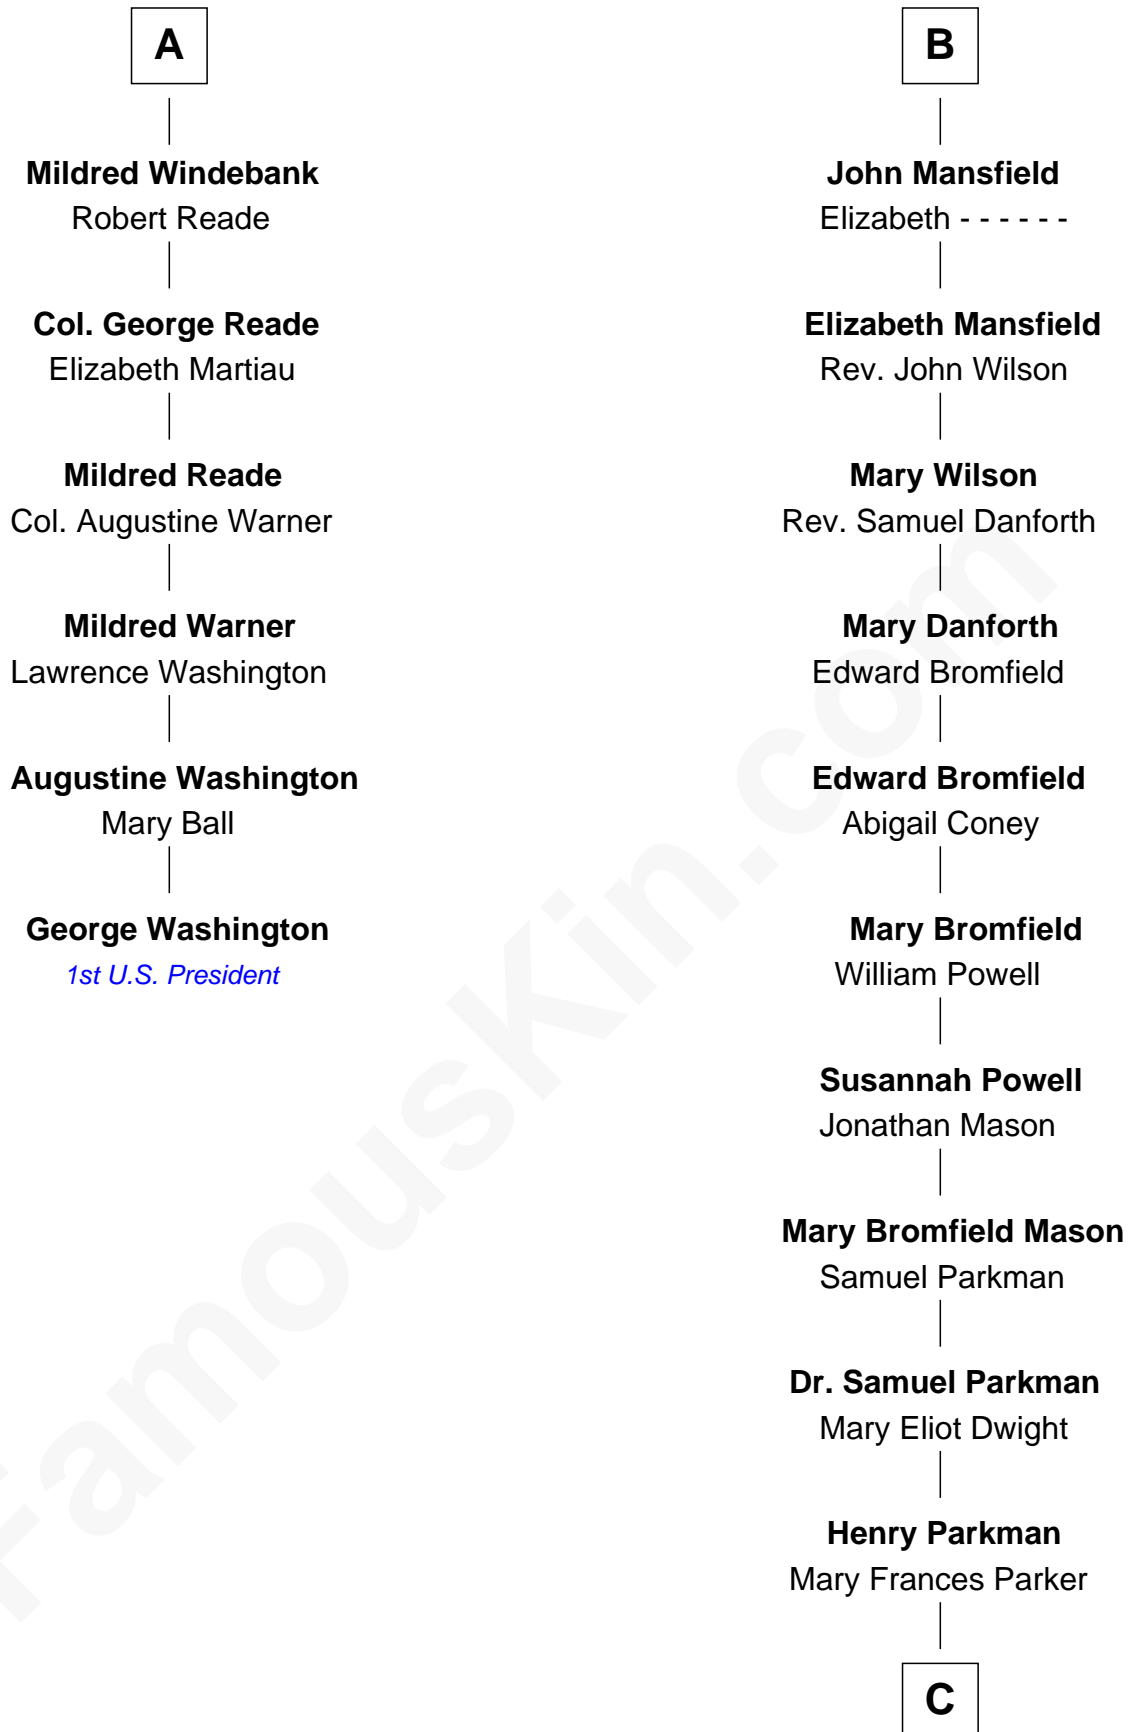 A
Mildred Windebank
Robert Reade
Col. George Reade
Elizabeth Martiau
Mildred Reade
Col. Augustine Warner
Mildred Warner
Lawrence Washington
Augustine Washington
Mary Ball
George Washington
1st U.S. President
B
John Mansfield
Elizabeth - - - - - -
Elizabeth Mansfield
Rev. John Wilson
Mary Wilson
Rev. Samuel Danforth
Mary Danforth
Edward Bromfield
Edward Bromfield
Abigail Coney
Mary Bromfield
William Powell
Susannah Powell
Jonathan Mason
Mary Bromfield Mason
Samuel Parkman
Dr. Samuel Parkman
Mary Eliot Dwight
Henry Parkman
Mary Frances Parker
C
FamousKin.com